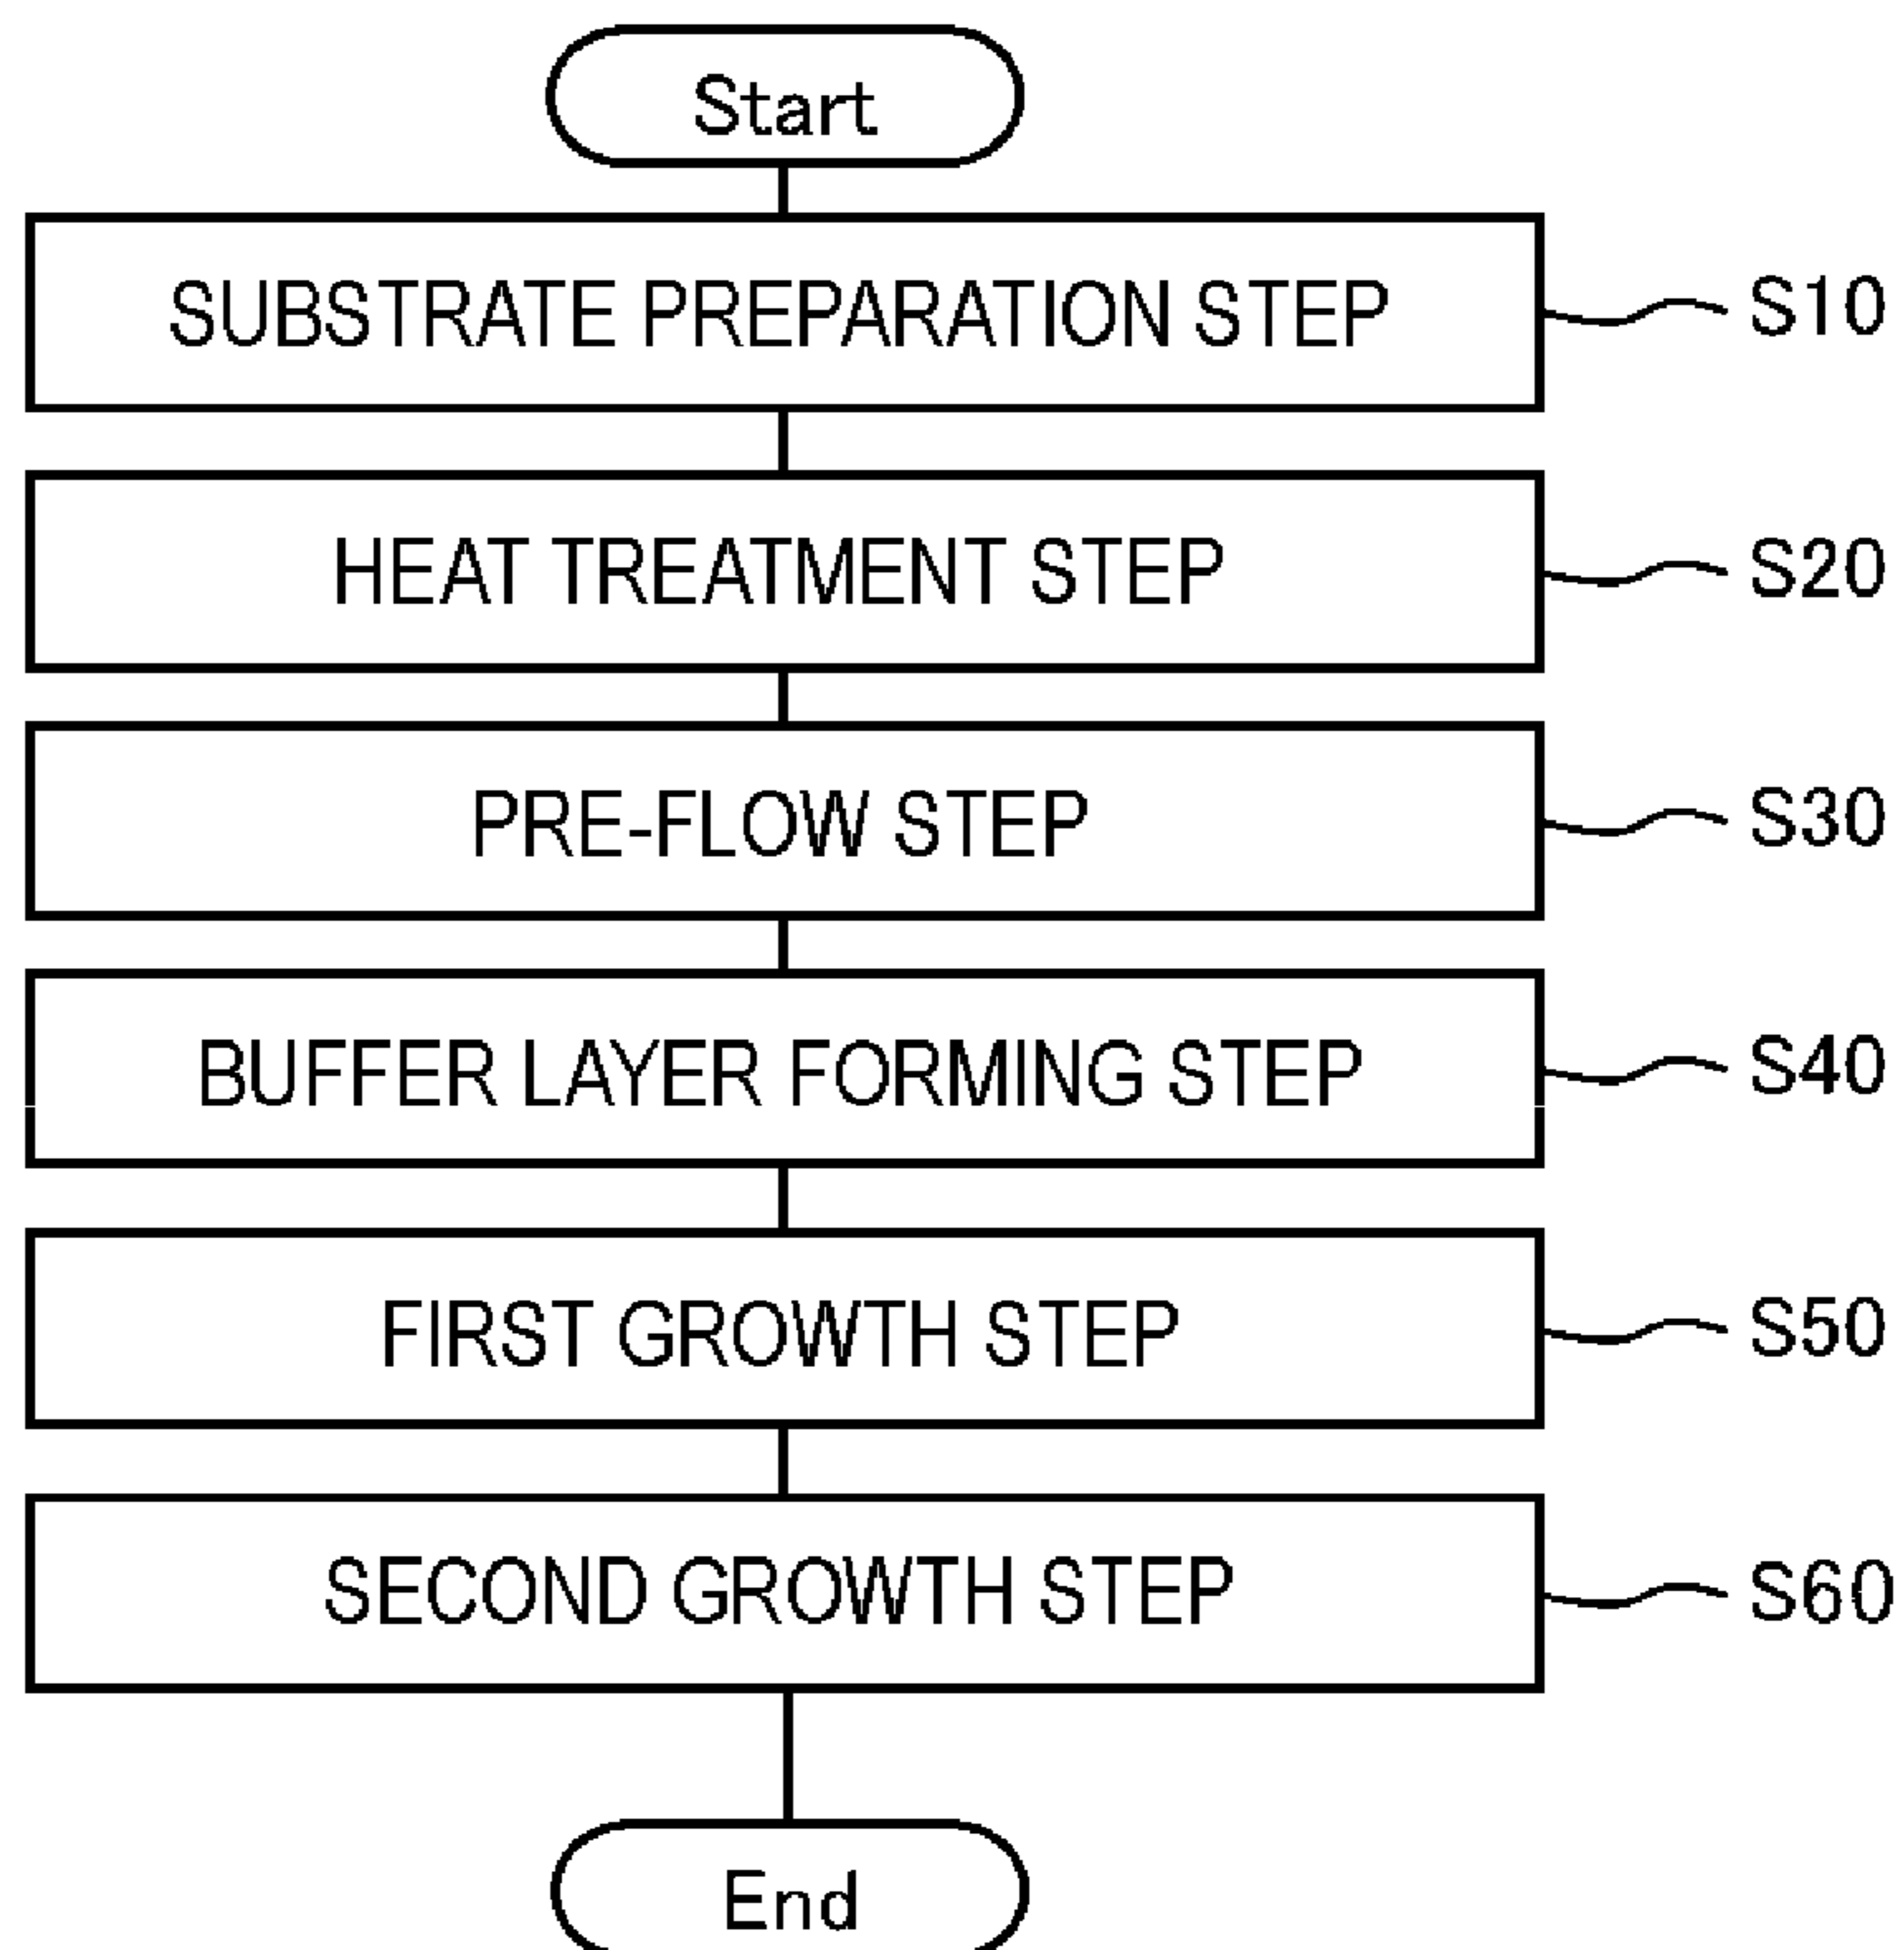 Start
SUBSTRATE PREPARATION STEP S10
HEAT TREATMENT STEP S20
PRE-FLOW STEP S30
BUFFER LAYER FORMING STEP S40
FIRST GROWTH STEP S50
SECOND GROWTH STEP S60
End